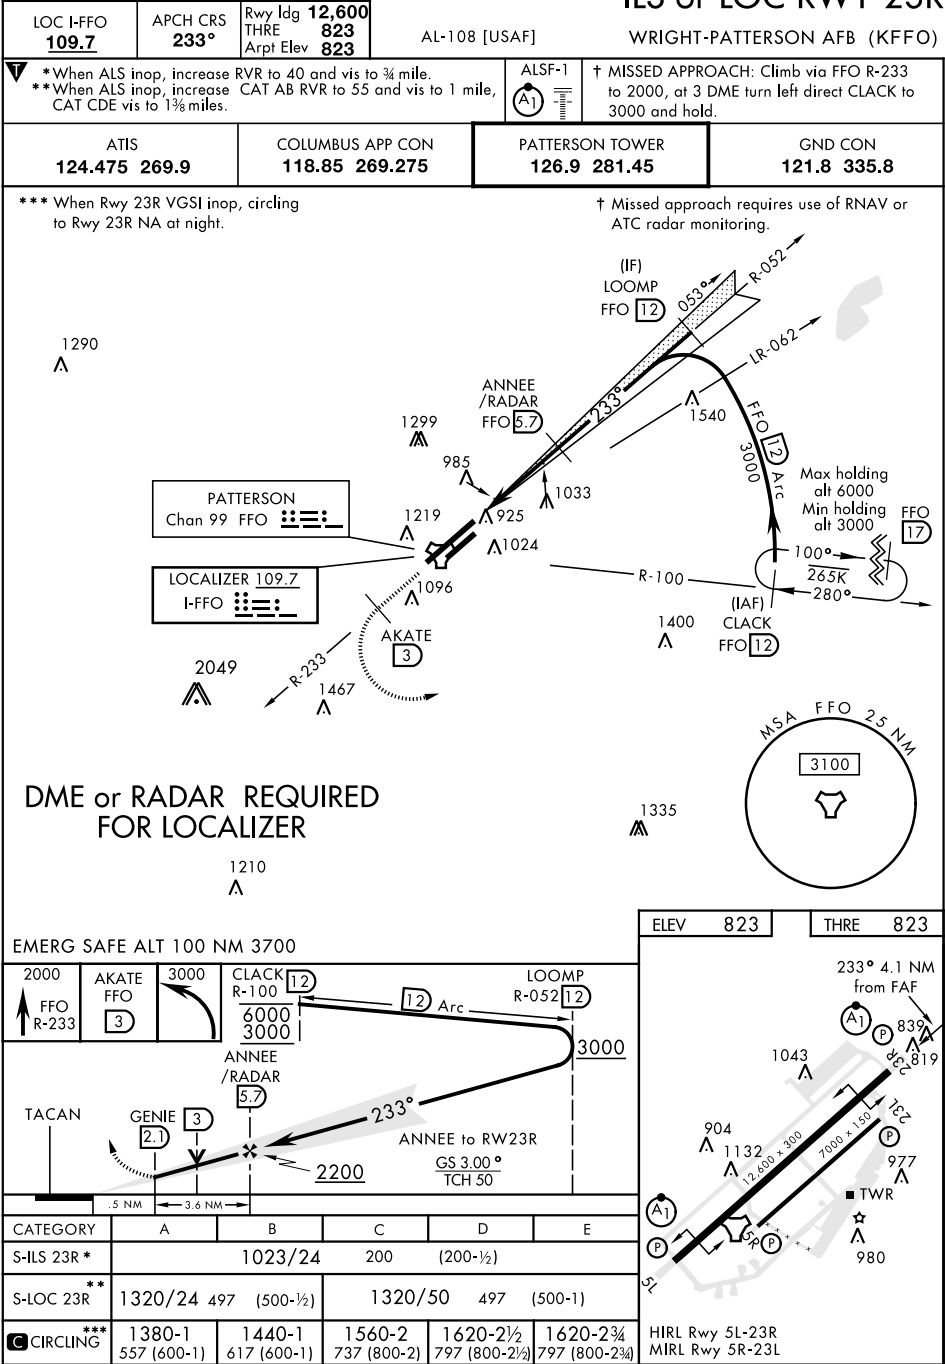 ILS or LOC RWY 23R
LOC I-FFO
109.7
APCH CRS
233°
Rwy ldg 12,600
THRE 823
Arpt Elev 823
AL-108 [USAF]
WRIGHT-PATTERSON AFB (KFFO)
T
*When ALS inop, increase RVR to 40 and vis to ¾ mile.
**When ALS inop, increase CAT AB RVR to 55 and vis to 1 mile,
CAT CDE vis to 1⅜ miles.
ALSF-1
A1
† MISSED APPROACH: Climb via FFO R-233
to 2000, at 3 DME turn left direct CLACK to
3000 and hold.
ATIS
124.475 269.9
COLUMBUS APP CON
118.85 269.275
PATTERSON TOWER
126.9 281.45
GND CON
121.8 335.8
*** When Rwy 23R VGSI inop, circling
to Rwy 23R NA at night.
† Missed approach requires use of RNAV or
ATC radar monitoring.
(IF)
LOOMP
FFO 12
053°
R-052
LR-062
1290
ANNEE
/RADAR
FFO 5.7
233°
1540
FFO 12 Arc
3000
1299
985
1033
Max holding
alt 6000
Min holding
alt 3000
FFO
17
PATTERSON
Chan 99 FFO
1219
925
1024
LOCALIZER 109.7
I-FFO
1096
R-100
100°
265K
280°
(IAF)
CLACK
FFO 12
1400
AKATE
3
R-233
2049
1467
MSA FFO 25 NM
3100
DME or RADAR REQUIRED
FOR LOCALIZER
1335
1210
EMERG SAFE ALT 100 NM 3700
2000
FFO
R-233
AKATE
FFO
3
3000
CLACK 12
R-100
6000
3000
12 Arc
LOOMP
R-052 12
3000
ANNEE
/RADAR
5.7
233°
TACAN
GENIE
2.1
3
2200
ANNEE to RW23R
GS 3.00°
TCH 50
.5 NM
3.6 NM
CATEGORY A B C D E
S-ILS 23R * 1023/24 200 (200-½)
S-LOC 23R ** 1320/24 497 (500-½) 1320/50 497 (500-1)
C CIRCLING *** 1380-1 1440-1 1560-2 1620-2½ 1620-2¾
557 (600-1) 617 (600-1) 737 (800-2) 797 (800-2½) 797 (800-2¾)
ELEV 823
THRE 823
233° 4.1 NM
from FAF
A1
P
839
819
23R
1043
23L
904
1132
12,600 x 300
7000 x 150
P
977
TWR
980
A1
P
5R
P
5L
HIRL Rwy 5L-23R
MIRL Rwy 5R-23L